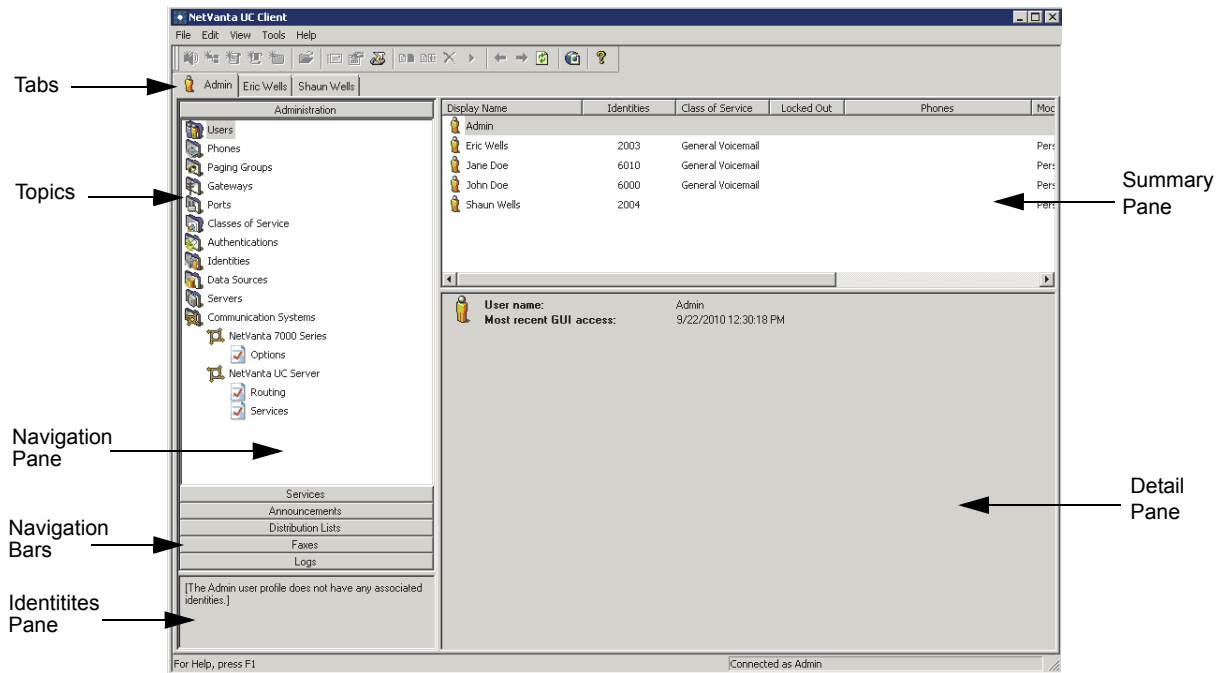 NetVanta UC Client
File Edit View Tools Help
Tabs
Admin Eric Wells Shaun Wells
Administration
Users
Phones
Paging Groups
Gateways
Ports
Classes of Service
Authentications
Identities
Data Sources
Servers
Communication Systems
NetVanta 7000 Series
Options
NetVanta UC Server
Routing
Services
Topics
Navigation
Pane
Services
Announcements
Distribution Lists
Faxes
Logs
Navigation
Bars
[The Admin user profile does not have any associated
identities.]
Identitites
Pane
Display Name Identities Class of Service Locked Out Phones Moc
Admin
Eric Wells 2003 General Voicemail Pers
Jane Doe 6010 General Voicemail Pers
John Doe 6000 General Voicemail Pers
Shaun Wells 2004 Pers
Summary
Pane
User name: Admin
Most recent GUI access: 9/22/2010 12:30:18 PM
Detail
Pane
For Help, press F1
Connected as Admin